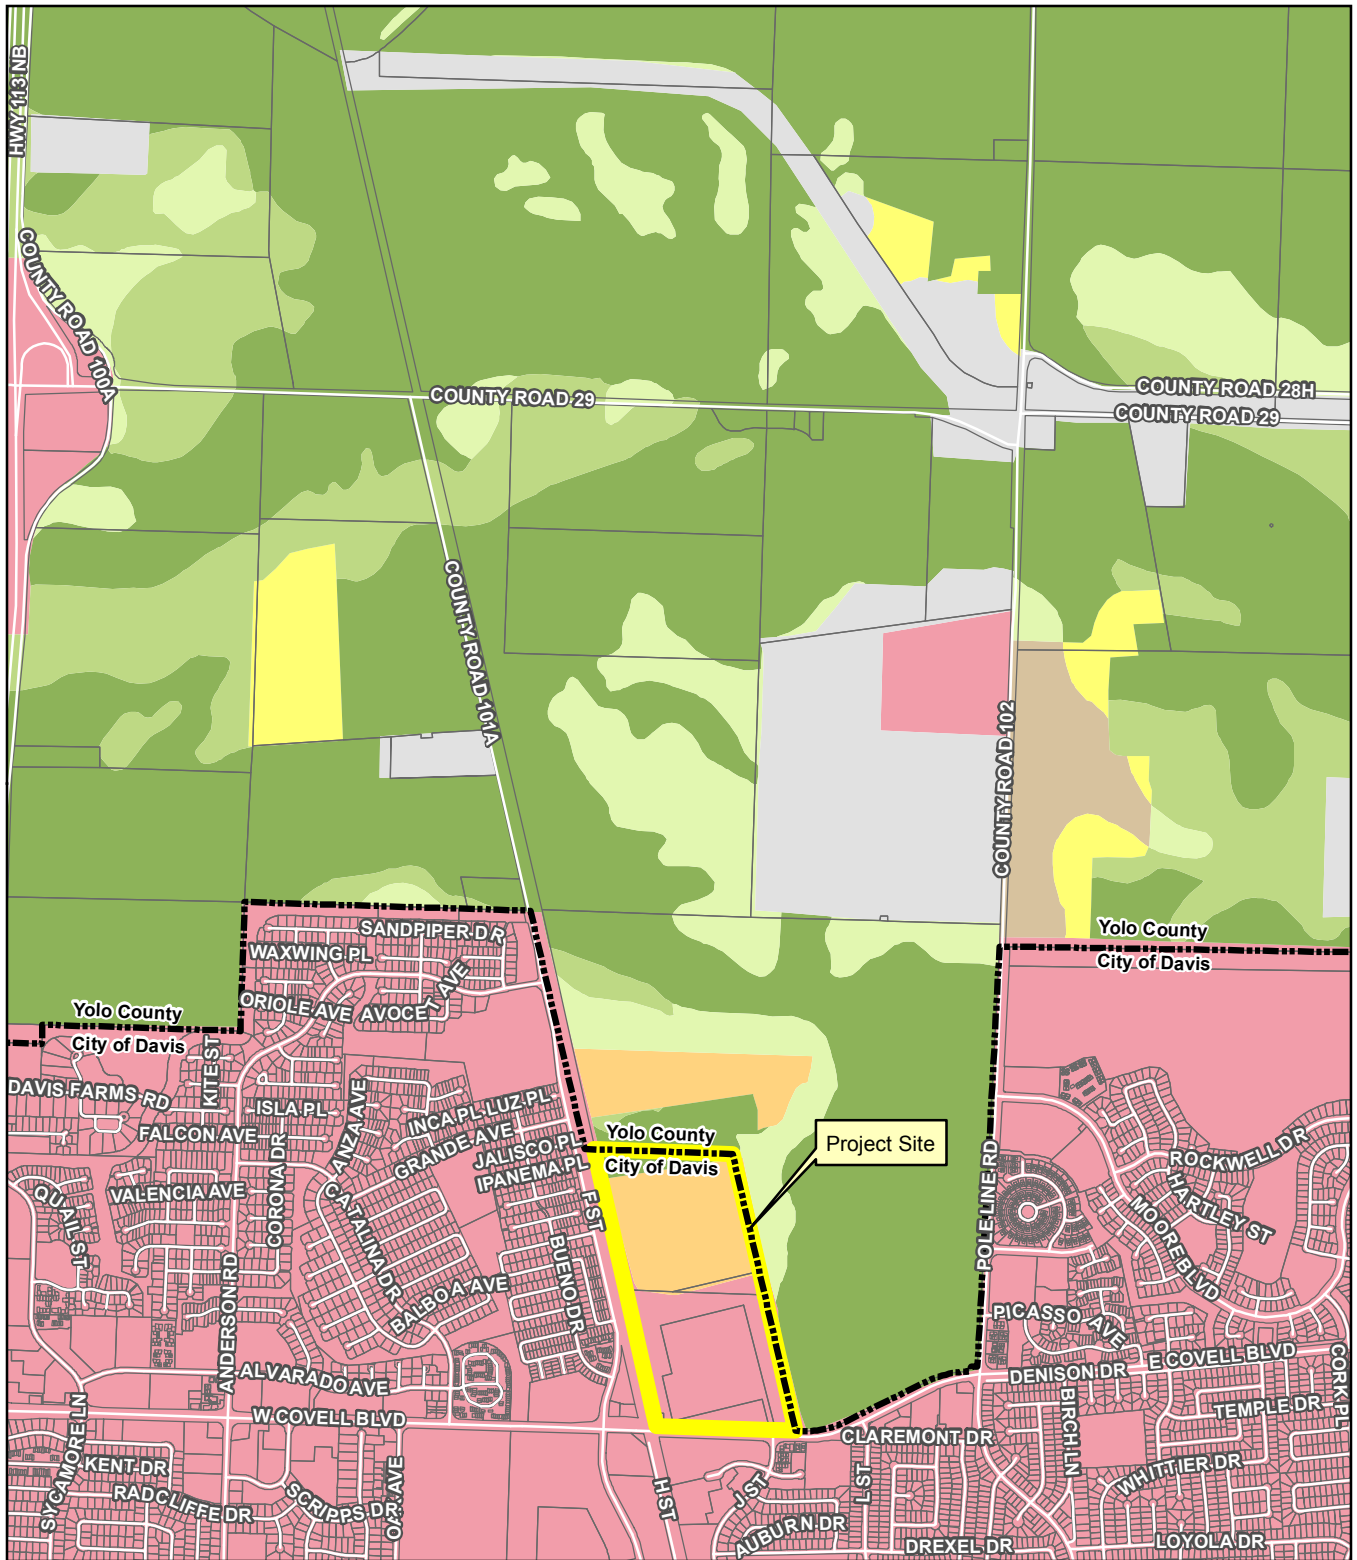 HWY 113 NB
COUNTY ROAD 100A
COUNTY ROAD 29
COUNTY ROAD 28H
COUNTY ROAD 29
COUNTY ROAD 101A
COUNTY ROAD 102
SANDPIPER DR
WAXWING PL
ORIOLE AVE
AVOCET AVE
Yolo County
City of Davis
Yolo County
City of Davis
KITE ST
DAVIS FARMS RD
ISLA PL
FALCON AVE
ANZA AVE
INCA PL
LUZ PL
GRANDE AVE
JALISCO PL
IPANEMA PL
Yolo County
City of Davis
Project Site
POLE LINE RD
ROCKWELL DR
HARTLEY ST
MOORE BLVD
QUAIL ST
VALENCIA AVE
CORONA DR
CATALINA DR
F ST
BUENO DR
BALBOA AVE
ANDERSON RD
PICASSO AVE
ALVARADO AVE
W COVELL BLVD
DENISON DR
E COVELL BLVD
CORK PL
BIRCH LN
TEMPLE DR
SYCAMORE LN
KENT DR
RADCLIFFE DR
SCRIPPS DR
OAK AVE
H ST
J ST
L ST
CLAREMONT DR
AUBURN DR
DREXEL DR
WHITTIER DR
LOYOLA DR